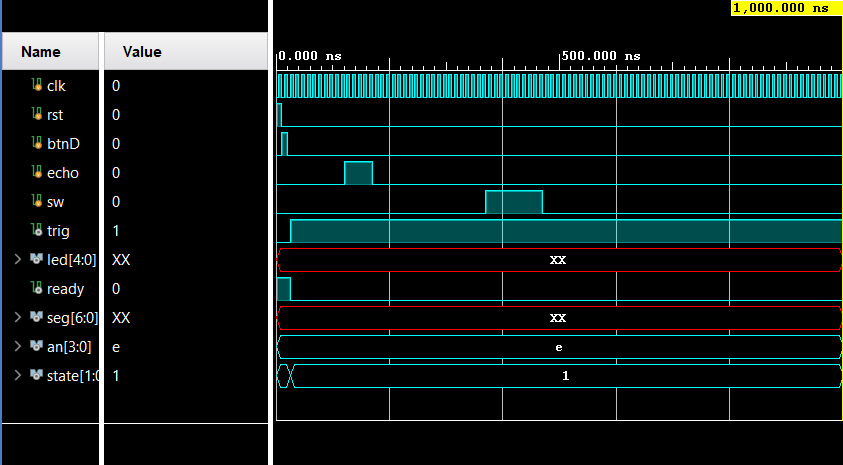 1,000.000 ns
Name Value 0.000 ns 500.000 ns
clk 0
rst 0
btnD 0
echo 0
sw 0
trig 1
led[4:0] XX XX
ready 0
seg[6:0] XX XX
an[3:0] e e
state[1:0 1 1